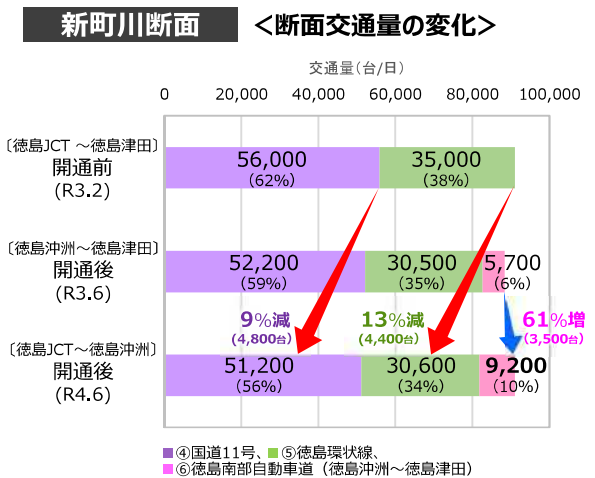 新町川断面 ＜断面交通量の変化＞
交通量（台/日）
0 20,000 40,000 60,000 80,000 100,000
〔徳島JCT ～徳島津田〕
開通前
(R3.2)
56,000 35,000
(62%) (38%)
〔徳島沖洲～徳島津田〕
開通後
(R3.6)
52,200 30,500 5,700
(59%) (35%) (6%)
9%減 13%減 61%増
(4,800台) (4,400台) (3,500台)
〔徳島JCT～徳島沖洲〕
開通後
(R4.6)
51,200 30,600 9,200
(56%) (34%) (10%)
④国道11号、 ⑤徳島環状線、
⑥徳島南部自動車道（徳島沖洲～徳島津田）